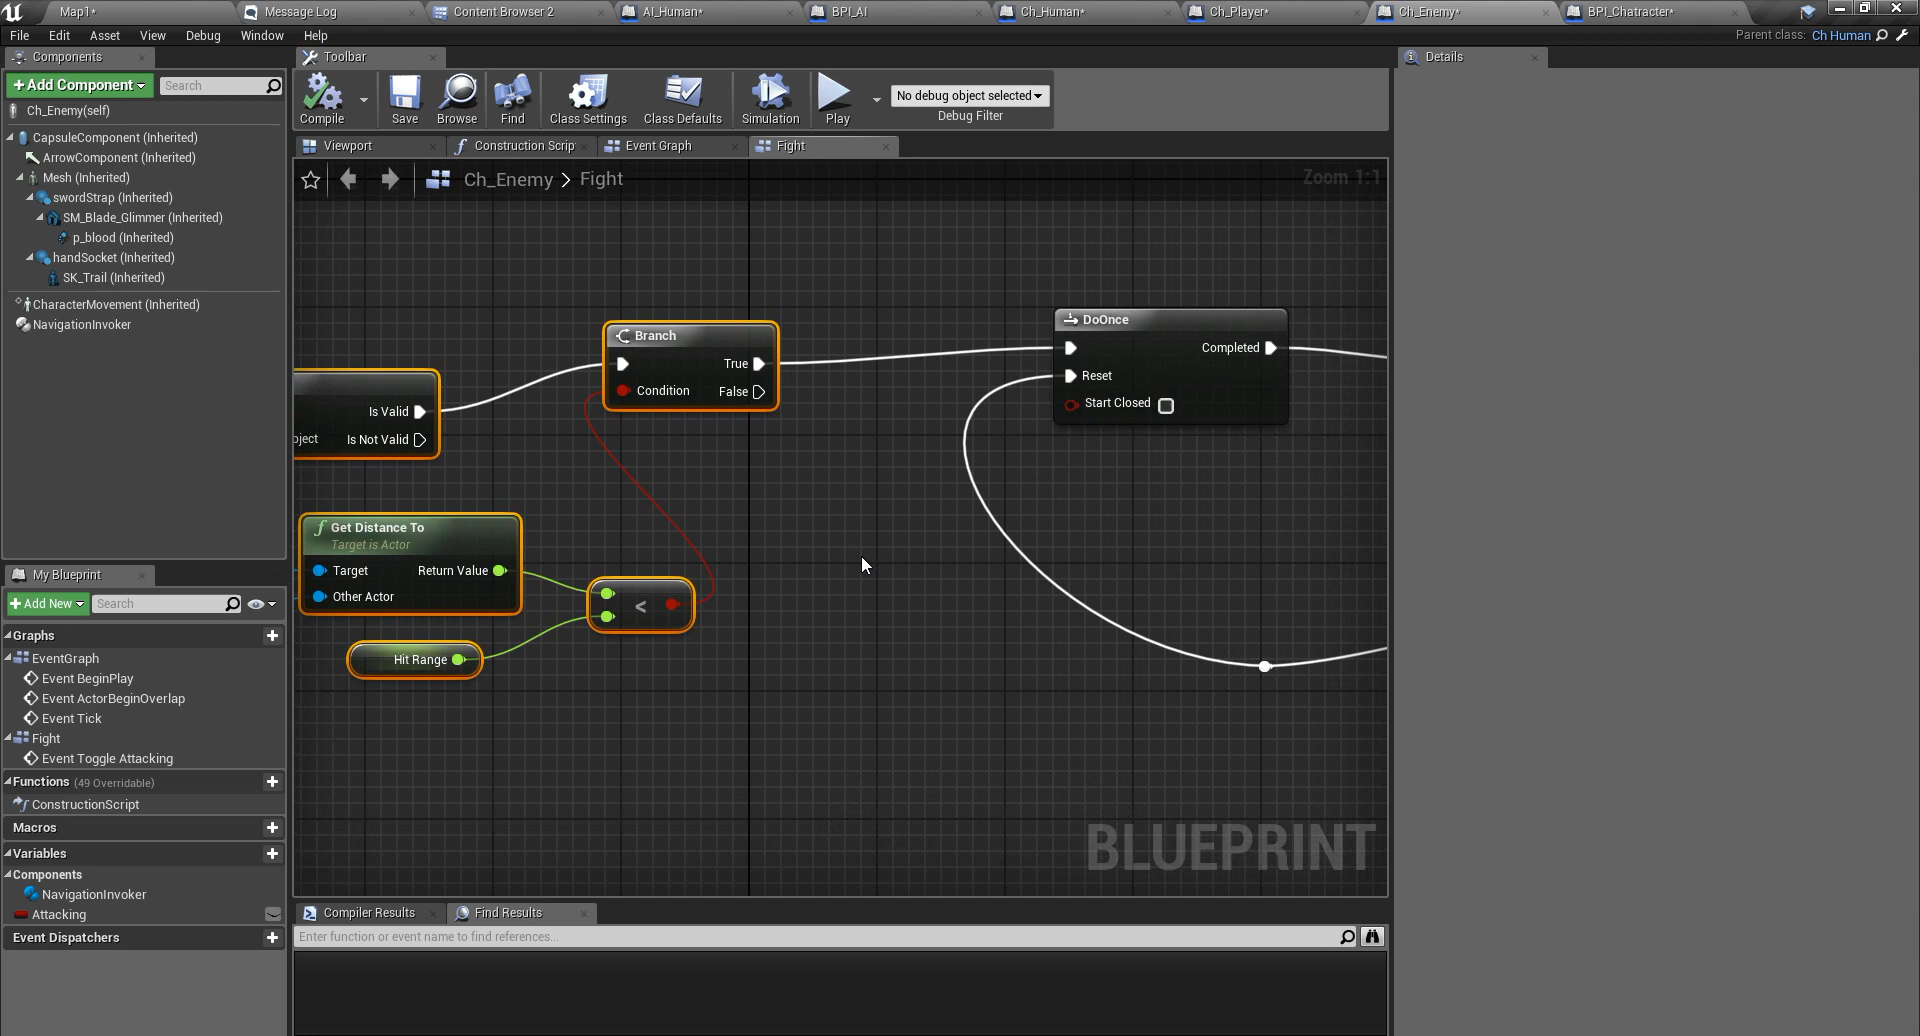 Map1*
Message Log
Content Browser 2
AI_Human*
BPI_AI
Ch_Human*
Ch_Player*
Ch_Enemy*
BPI_Chatracter*
File Edit Asset View Debug Window Help
Parent class: Ch Human
Components
Toolbar
Details
+Add Component
Search
Ch_Enemy(self)
CapsuleComponent (Inherited)
ArrowComponent (Inherited)
Mesh (Inherited)
swordStrap (Inherited)
SM_Blade_Glimmer (Inherited)
p_blood (Inherited)
handSocket (Inherited)
SK_Trail (Inherited)
CharacterMovement (Inherited)
NavigationInvoker
Compile
Save
Browse
Find
Class Settings
Class Defaults
Simulation
Play
No debug object selected
Debug Filter
Viewport
Construction Scrip
Event Graph
Fight
Ch_Enemy > Fight
Zoom 1:1
Branch
True
Condition
False
DoOnce
Completed
Reset
Start Closed
Is Valid
bject
Is Not Valid
Get Distance To
Target is Actor
Target
Return Value
Other Actor
<
Hit Range
BLUEPRINT
My Blueprint
+Add New
Search
Graphs
EventGraph
Event BeginPlay
Event ActorBeginOverlap
Event Tick
Fight
Event Toggle Attacking
Functions (49 Overridable)
ConstructionScript
Macros
Variables
Components
NavigationInvoker
Attacking
Event Dispatchers
Compiler Results
Find Results
Enter function or event name to find references...